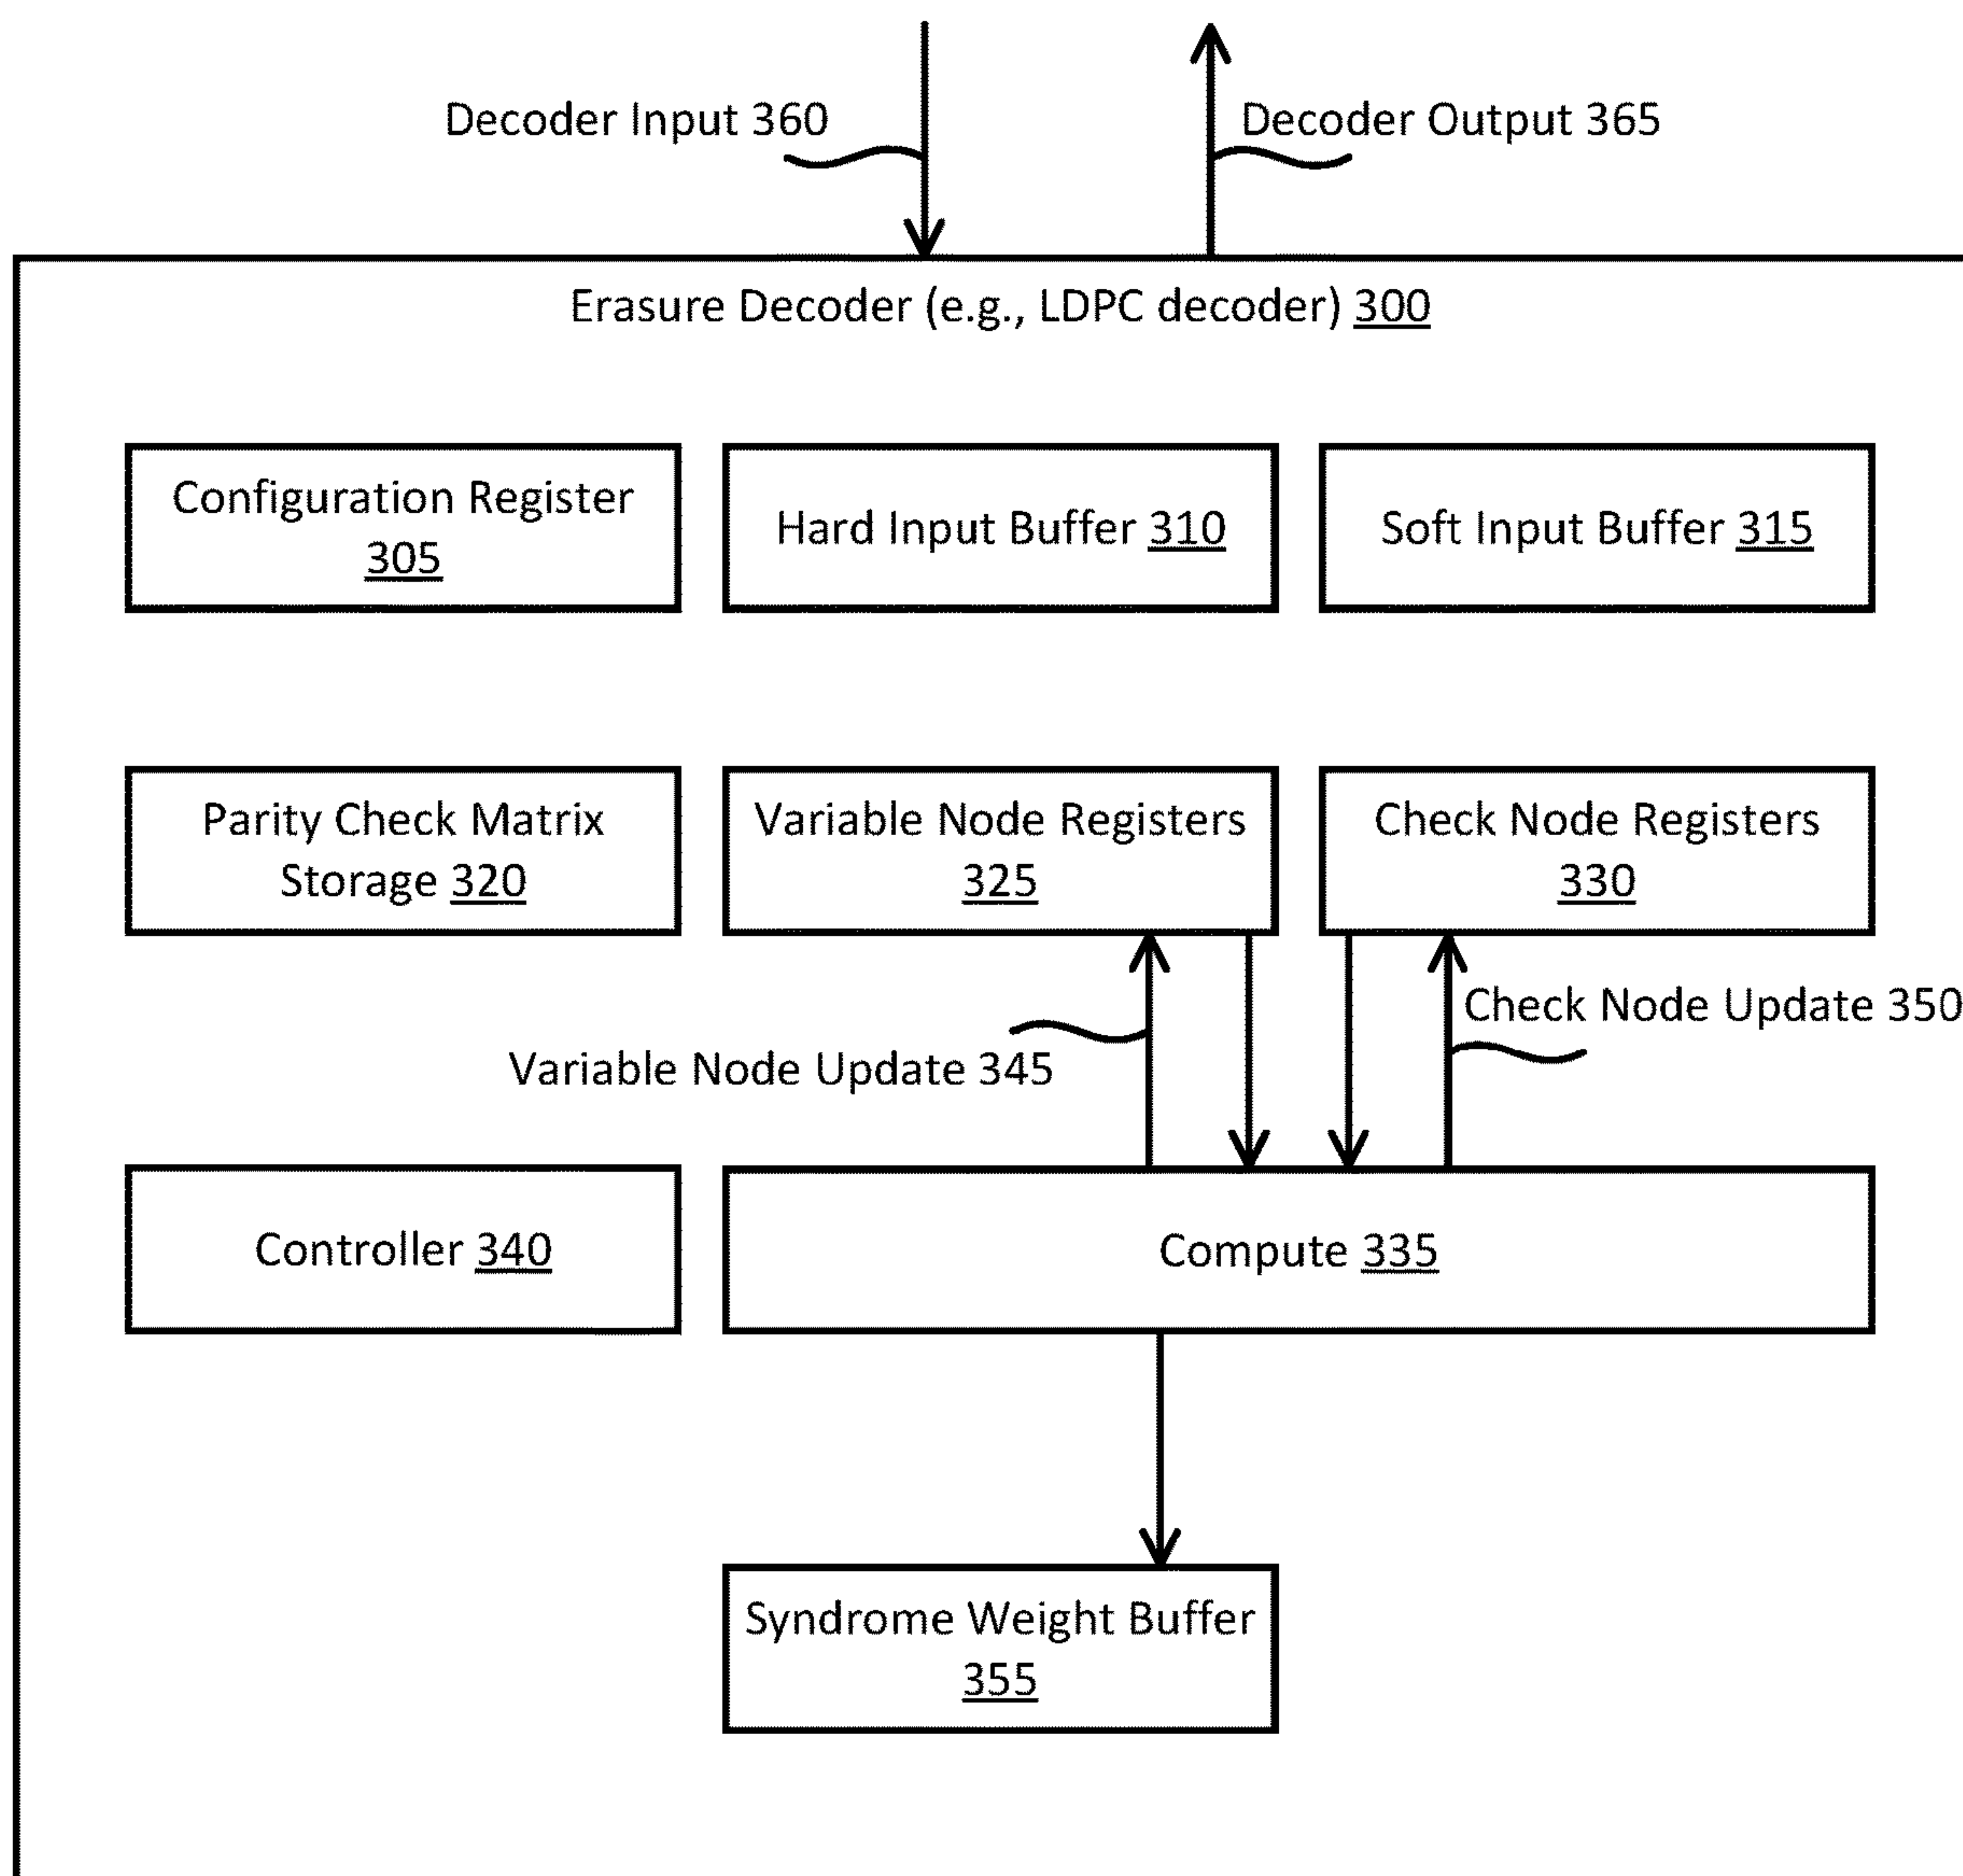 Decoder Input 360
Decoder Output 365
Erasure Decoder (e.g., LDPC decoder) 300
Configuration Register
305
Hard Input Buffer 310
Soft Input Buffer 315
Parity Check Matrix
Storage 320
Variable Node Registers
325
Check Node Registers
330
Check Node Update 350
Variable Node Update 345
Controller 340
Compute 335
Syndrome Weight Buffer
355